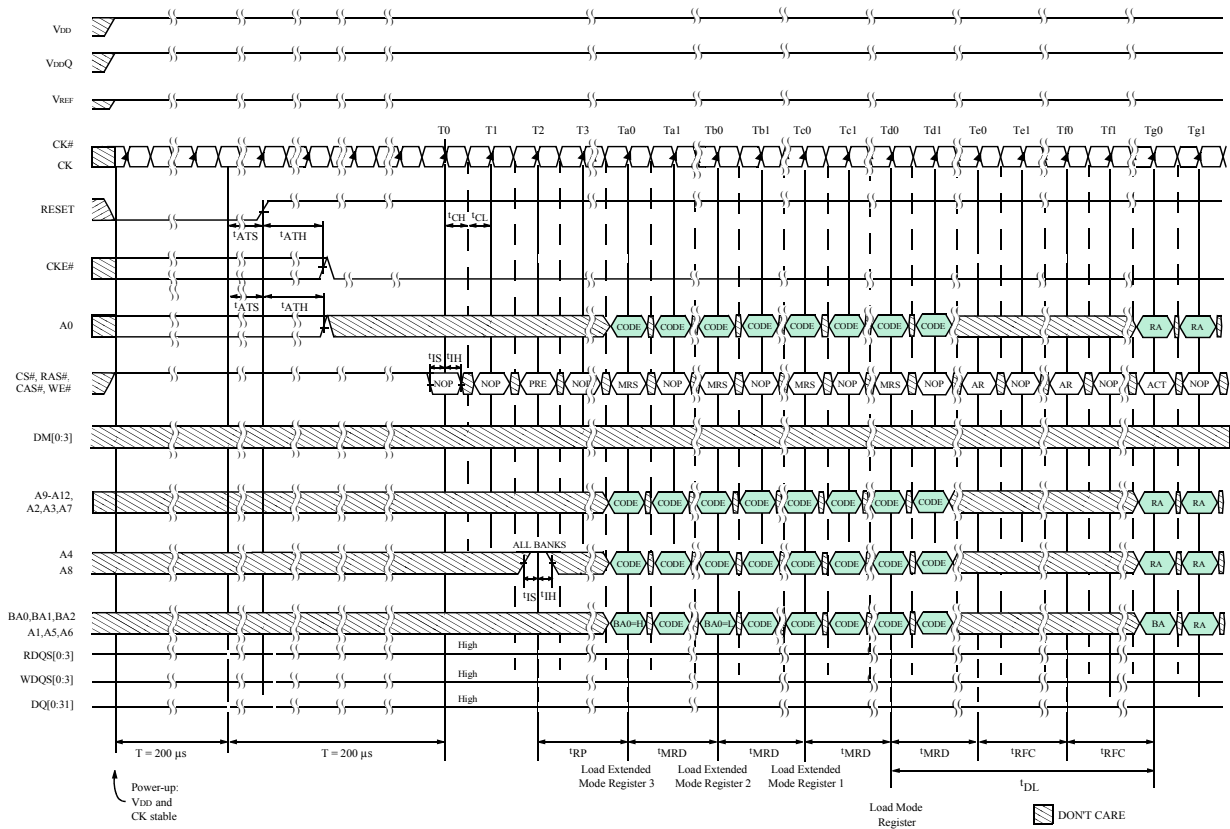 VDD
VDDQ
VREF
T0 T1 T2 T3 Ta0 Ta1 Tb0 Tb1 Tc0 Tc1 Td0 Td1 Te0 Te1 Tf0 Tf1 Tg0 Tg1
CK#
CK
RESET
tCH tCL
tATS tATH
CKE#
tATS tATH
A0 CODE CODE CODE CODE CODE CODE CODE CODE RA RA
tIS tIH
CS#, RAS#,
CAS#, WE#
NOP NOP PRE NOP MRS NOP MRS NOP MRS NOP MRS NOP AR NOP AR NOP ACT NOP
DM[0:3]
A9-A12,
A2,A3,A7
CODE CODE CODE CODE CODE CODE CODE CODE RA RA
ALL BANKS
A4
A8
CODE CODE CODE CODE CODE CODE CODE CODE RA RA
tIS tIH
BA0,BA1,BA2
A1,A5,A6
BA0=H CODE BA0=L CODE CODE CODE CODE CODE BA RA
RDQS[0:3] High
WDQS[0:3] High
DQ[0:31] High
T = 200 µs T = 200 µs tRP tMRD tMRD tMRD tMRD tRFC tRFC
Load Extended
Mode Register 3
Load Extended
Mode Register 2
Load Extended
Mode Register 1
tDL
Power-up:
VDD and
CK stable
Load Mode
Register
DON'T CARE